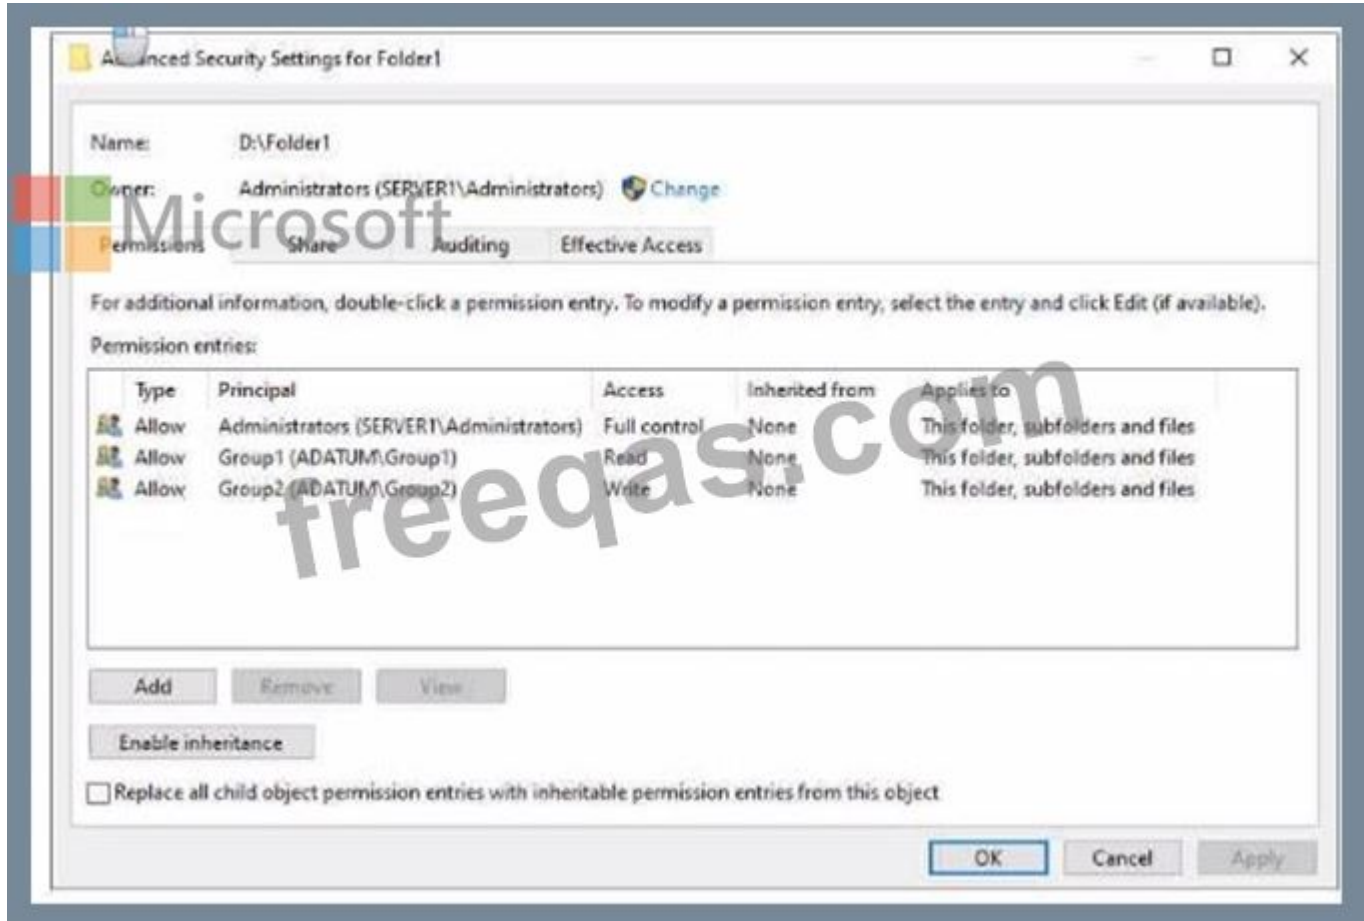 Advanced Security Settings for Folder1
Name: D:\Folder1
Owner: Administrators (SERVER1\Administrators) Change
Microsoft
Permissions Share Auditing Effective Access
For additional information, double-click a permission entry. To modify a permission entry, select the entry and click Edit (if available).
Permission entries:
Type Principal Access Inherited from Applies to
Allow Administrators (SERVER1\Administrators) Full control None This folder, subfolders and files
Allow Group1 (ADATUM\Group1) Read None This folder, subfolders and files
Allow Group2 (ADATUM\Group2) Write None This folder, subfolders and files
freeqas.com
Add Remove View
Enable inheritance
Replace all child object permission entries with inheritable permission entries from this object
OK Cancel Apply